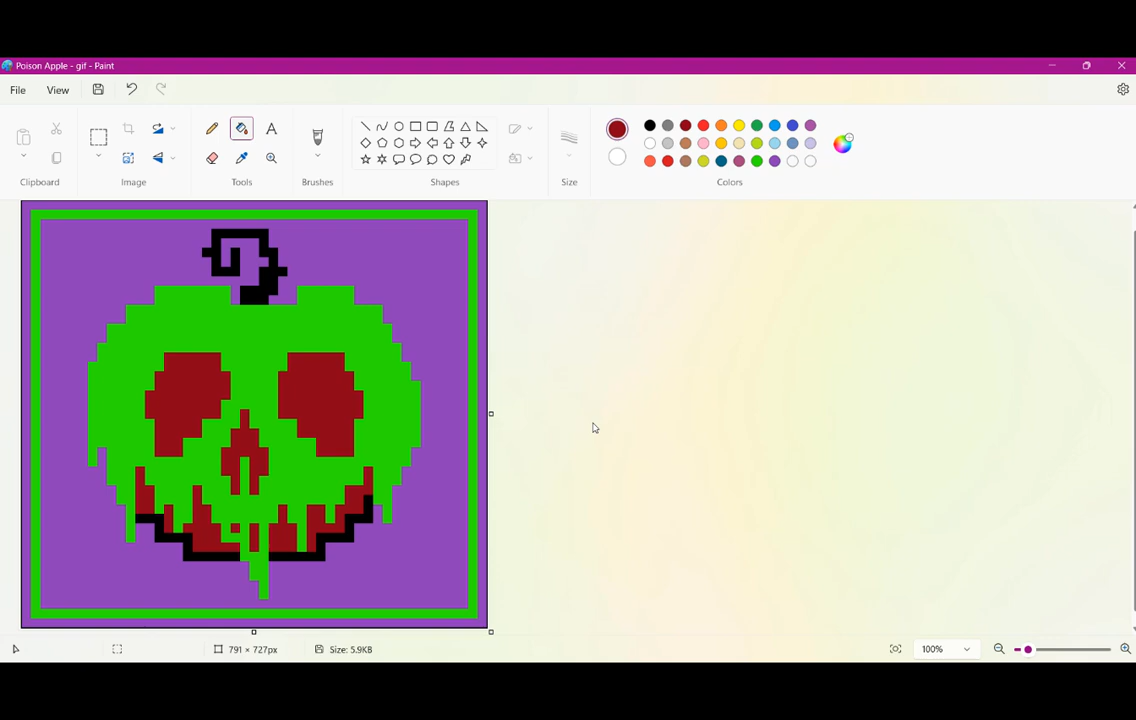 Poison Apple - gif - Paint
File View
Clipboard Image Tools Brushes Shapes Size Colors
791 × 727px Size: 5.9KB 100%